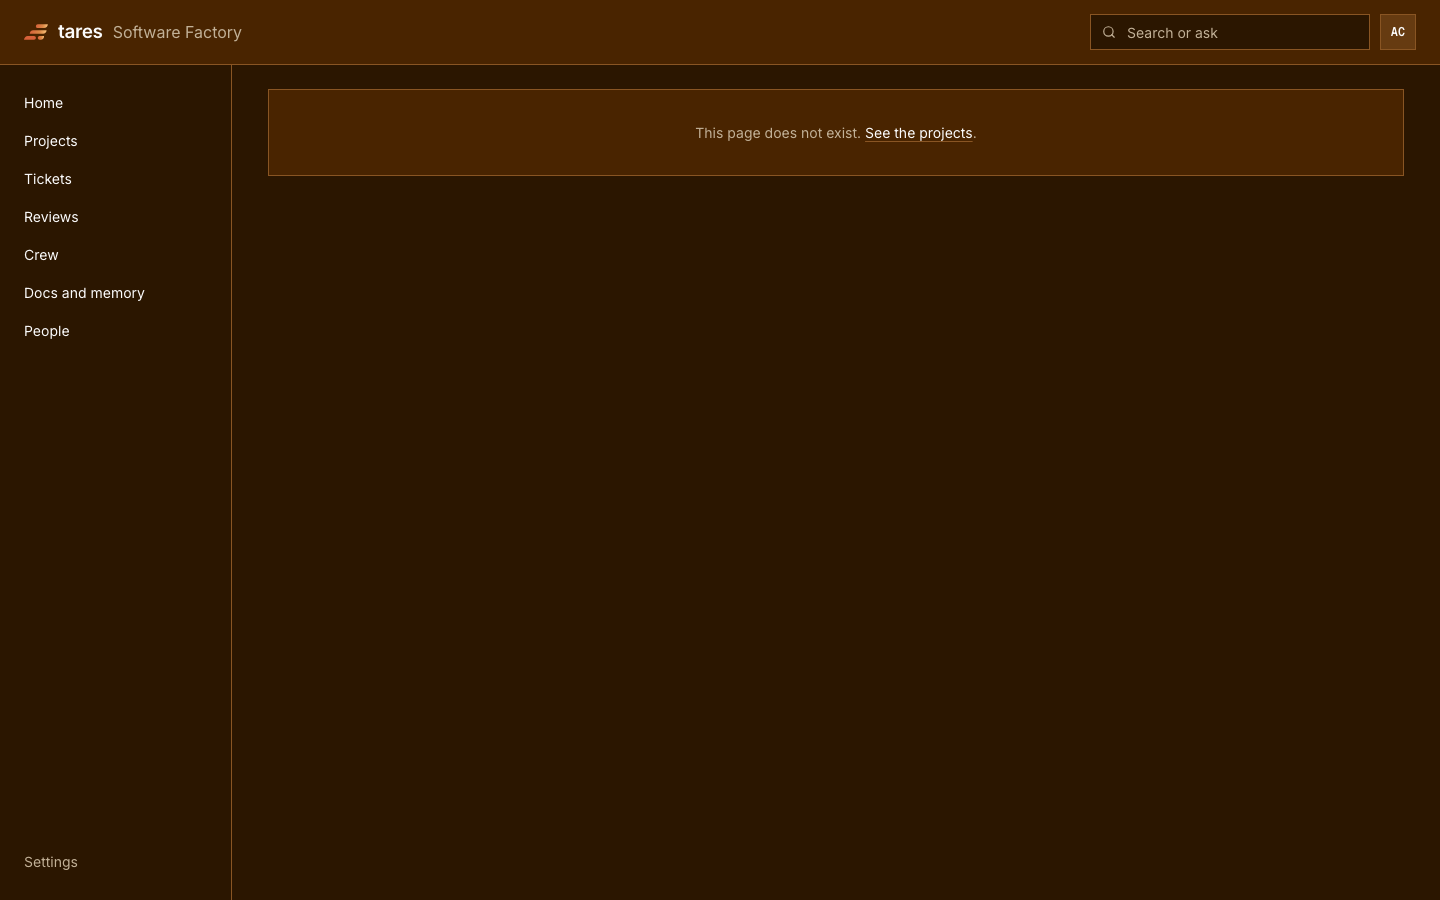 tares Software Factory
Search or ask
AC
Home
Projects
Tickets
Reviews
Crew
Docs and memory
People
Settings
This page does not exist. See the projects.